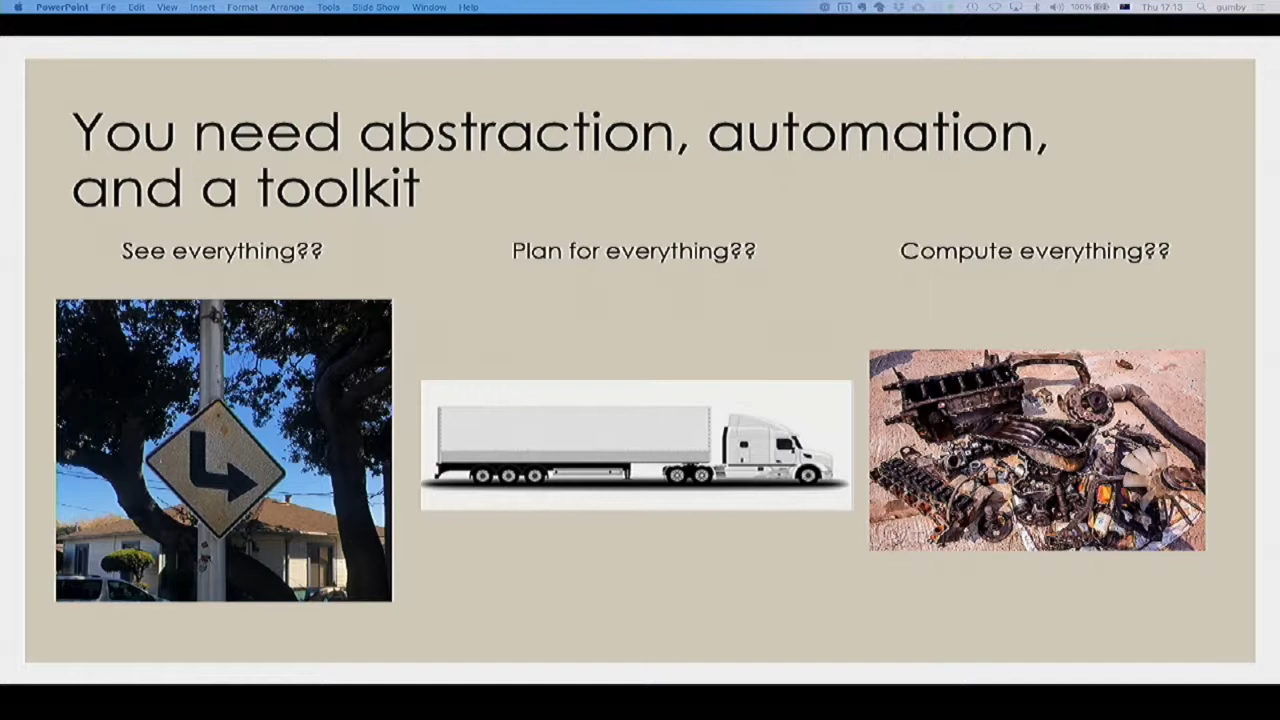 PowerPoint File Edit View Insert Format Arrange Tools Slide Show Window Help 100% Thu 17:13 gumby
You need abstraction, automation,
and a toolkit
See everything?? Plan for everything?? Compute everything??